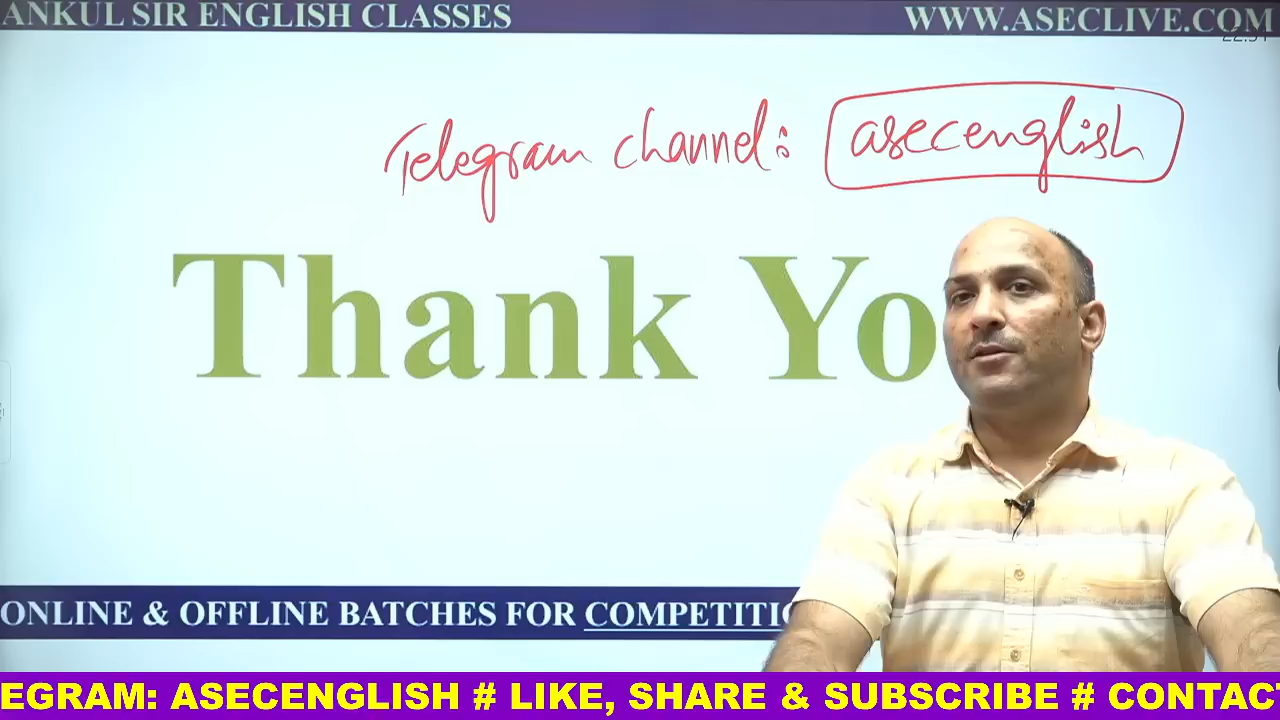 ANKUL SIR ENGLISH CLASSES WWW.ASECLIVE.COM
Telegram channel: asecenglish
Thank Yo
ONLINE & OFFLINE BATCHES FOR COMPETITI
EGRAM: ASECENGLISH # LIKE, SHARE & SUBSCRIBE # CONTAC